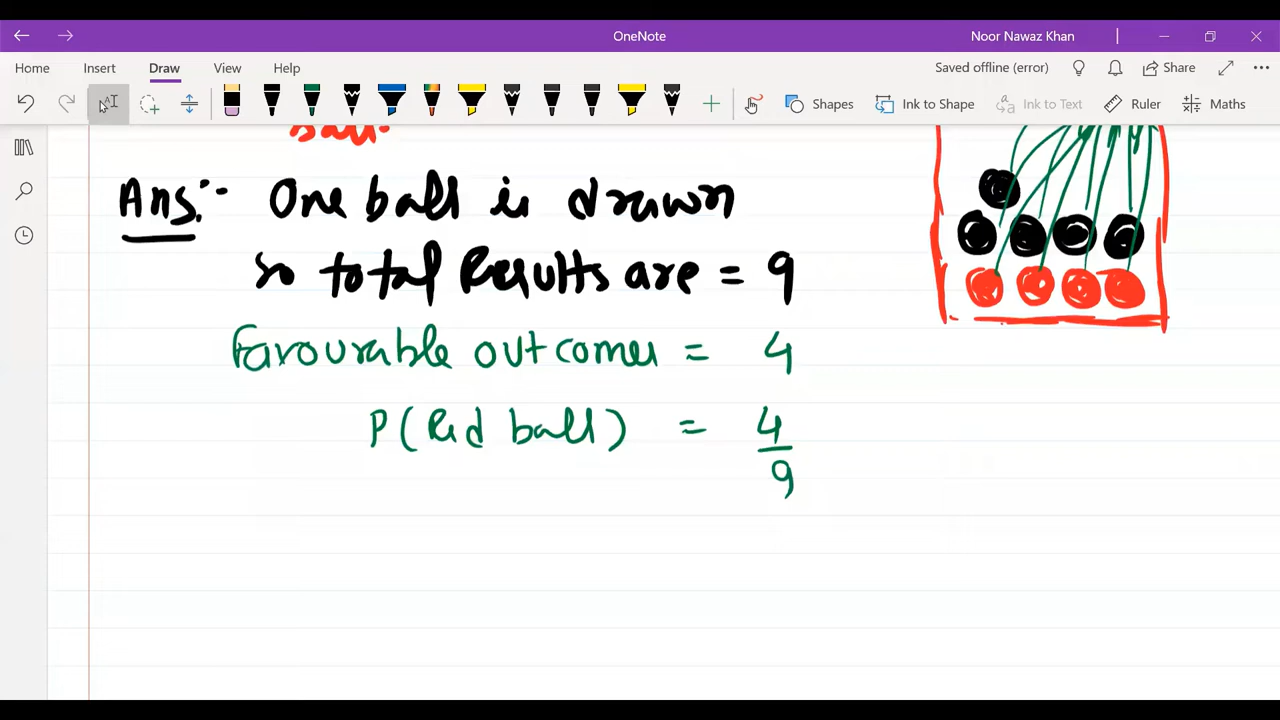 OneNote
Noor Nawaz Khan
Home Insert Draw View Help
Saved offline (error)
Share
Shapes
Ink to Shape
Ink to Text
Ruler
Maths
ball.
Ans:- One ball is drawn
so total Results are = 9
Favourable outcomes = 4
P(Red ball) = 4/9